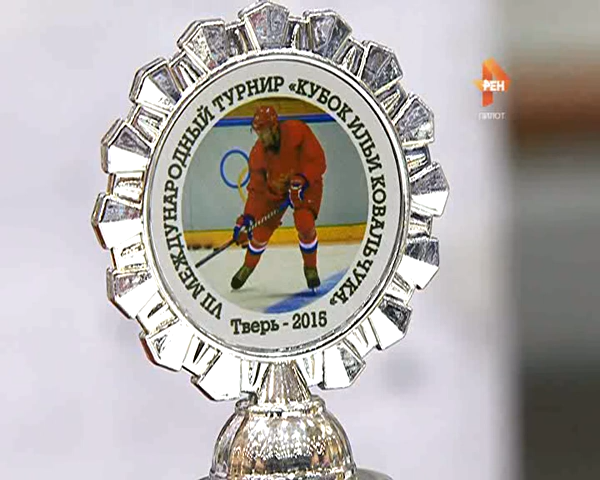 VII МЕЖДУНАРОДНЫЙ ТУРНИР «КУБОК ИЛЬИ КОВАЛЬЧУКА»
Тверь - 2015
РЕН
ПИЛОТ